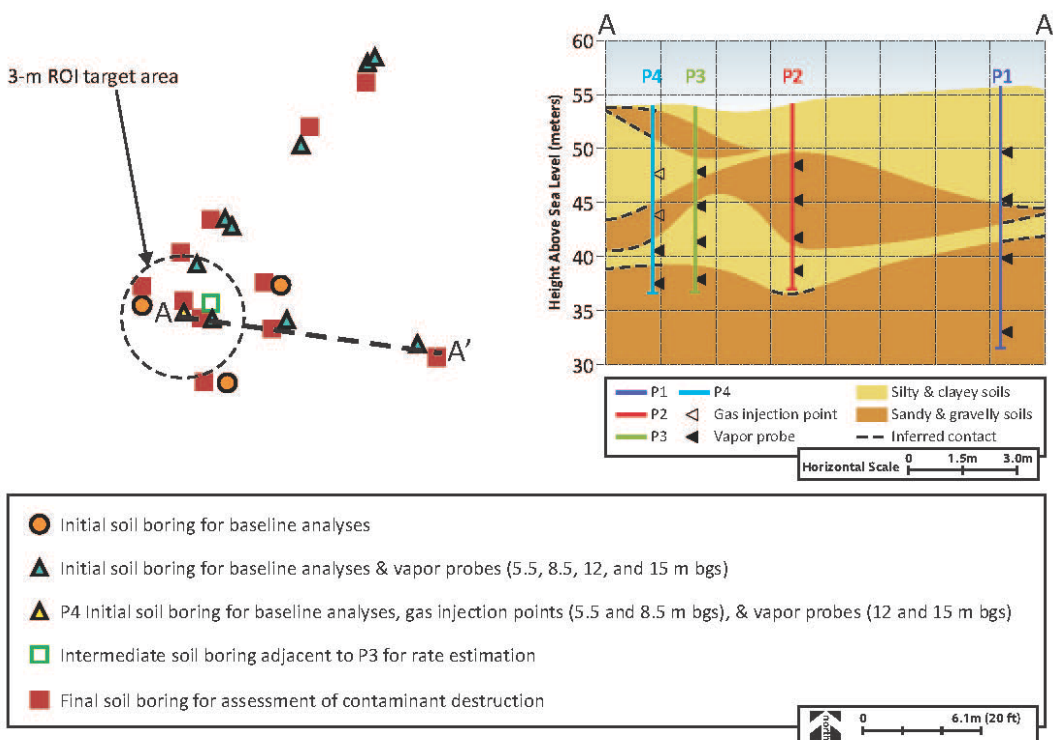 3-m ROI target area
A
A'
A
A
Height Above Sea Level (meters)
60
55
50
45
40
35
30
P4
P3
P2
P1
P1
P4
Silty & clayey soils
P2
Gas injection point
Sandy & gravelly soils
P3
Vapor probe
Inferred contact
Horizontal Scale
0
1.5m
3.0m
Initial soil boring for baseline analyses
Initial soil boring for baseline analyses & vapor probes (5.5, 8.5, 12, and 15 m bgs)
P4 Initial soil boring for baseline analyses, gas injection points (5.5 and 8.5 m bgs), & vapor probes (12 and 15 m bgs)
Intermediate soil boring adjacent to P3 for rate estimation
Final soil boring for assessment of contaminant destruction
0
6.1m (20 ft)